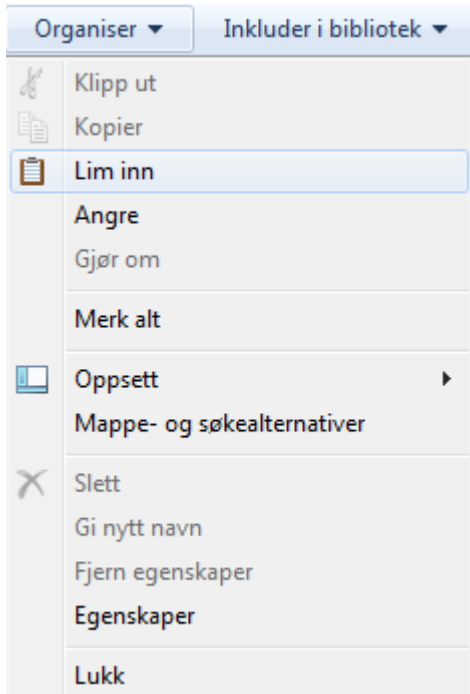 Organiser Inkluder i bibliotek
Klipp ut
Kopier
Lim inn
Angre
Gjør om
Merk alt
Oppsett
Mappe- og søkealternativer
Slett
Gi nytt navn
Fjern egenskaper
Egenskaper
Lukk